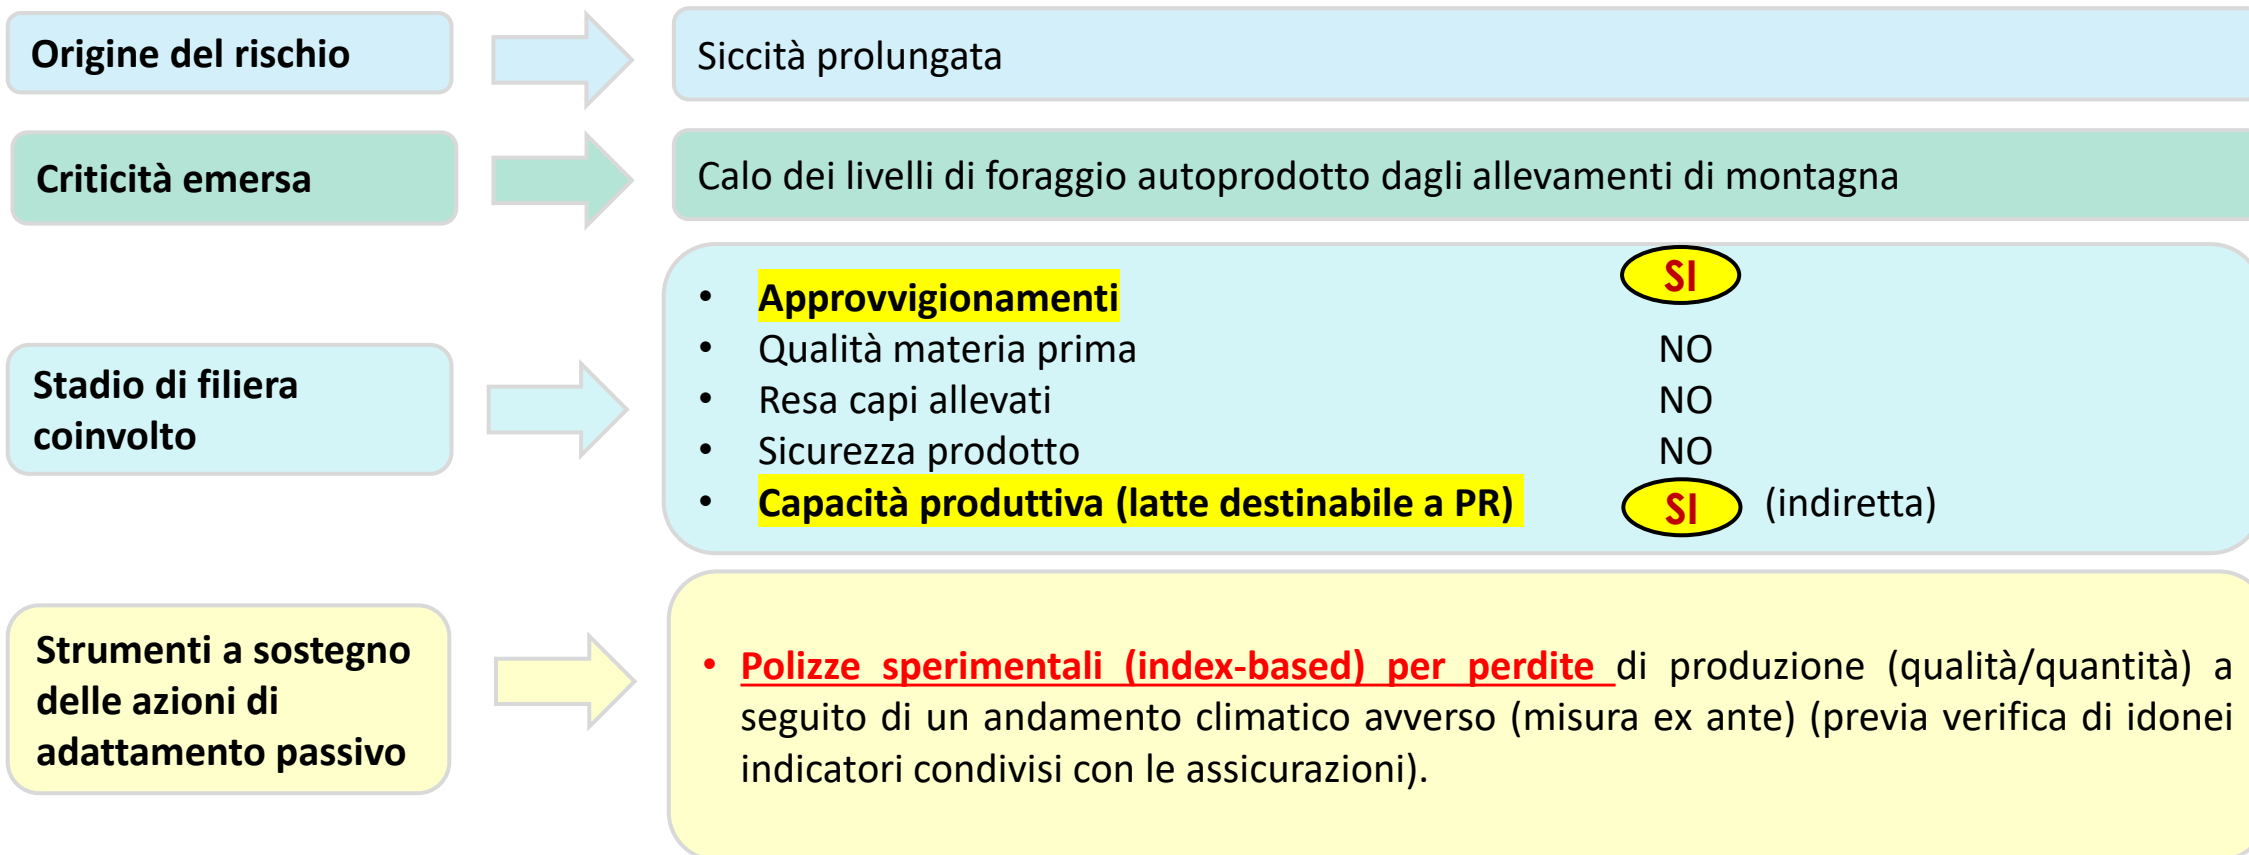 Origine del rischio
Siccità prolungata
Criticità emersa
Calo dei livelli di foraggio autoprodotto dagli allevamenti di montagna
Stadio di filiera
coinvolto
• Approvvigionamenti SI
• Qualità materia prima NO
• Resa capi allevati NO
• Sicurezza prodotto NO
• Capacità produttiva (latte destinabile a PR) SI (indiretta)
Strumenti a sostegno
delle azioni di
adattamento passivo
• Polizze sperimentali (index-based) per perdite di produzione (qualità/quantità) a
seguito di un andamento climatico avverso (misura ex ante) (previa verifica di idonei
indicatori condivisi con le assicurazioni).